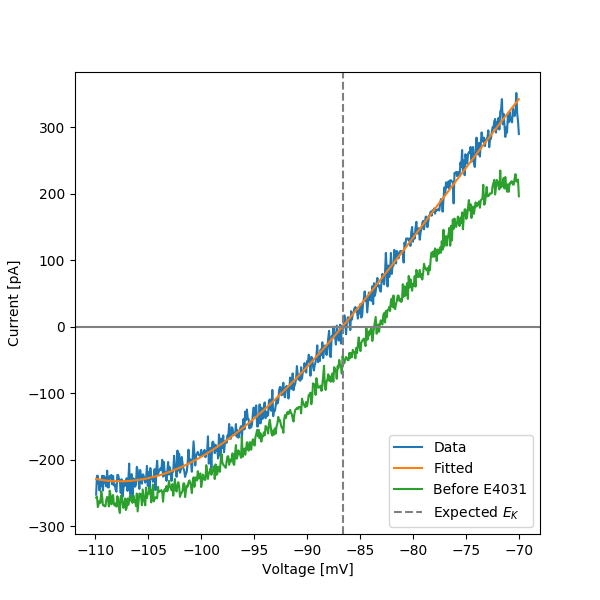 300
200
100
0
−100
−200
−300
Current [pA]
Data
Fitted
Before E4031
Expected $E_K$
−110
−105
−100
−95
−90
−85
−80
−75
−70
Voltage [mV]